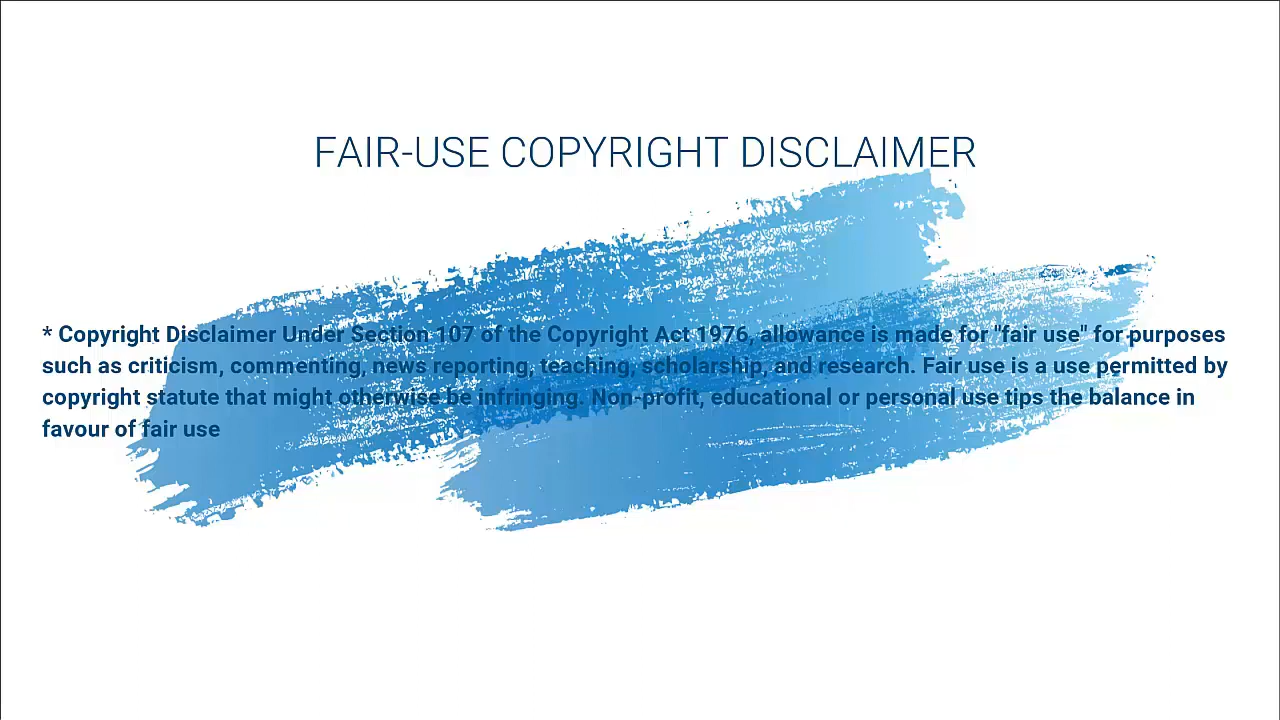 FAIR-USE COPYRIGHT DISCLAIMER
* Copyright Disclaimer Under Section 107 of the Copyright Act 1976, allowance is made for "fair use" for purposes
such as criticism, commenting, news reporting, teaching, scholarship, and research. Fair use is a use permitted by
copyright statute that might otherwise be infringing. Non-profit, educational or personal use tips the balance in
favour of fair use